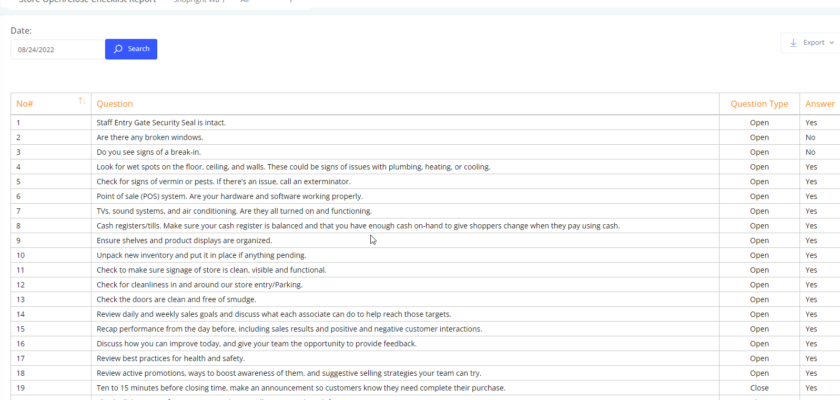 Store Open/Close Checklist Report
Date:
08/24/2022
Search
Export
No# Question Question Type Answer
1 Staff Entry Gate Security Seal is intact. Open Yes
2 Are there any broken windows. Open No
3 Do you see signs of a break-in. Open No
4 Look for wet spots on the floor, ceiling, and walls. These could be signs of issues with plumbing, heating, or cooling. Open Yes
5 Check for signs of vermin or pests. If there's an issue, call an exterminator. Open Yes
6 Point of sale (POS) system. Are your hardware and software working properly. Open Yes
7 TVs, sound systems, and air conditioning. Are they all turned on and functioning. Open Yes
8 Cash registers/tills. Make sure your cash register is balanced and that you have enough cash on-hand to give shoppers change when they pay using cash. Open Yes
9 Ensure shelves and product displays are organized. Open Yes
10 Unpack new inventory and put it in place if anything pending. Open Yes
11 Check to make sure signage of store is clean, visible and functional. Open Yes
12 Check for cleanliness in and around our store entry/Parking. Open Yes
13 Check the doors are clean and free of smudge. Open Yes
14 Review daily and weekly sales goals and discuss what each associate can do to help reach those targets. Open Yes
15 Recap performance from the day before, including sales results and positive and negative customer interactions. Open Yes
16 Discuss how you can improve today, and give your team the opportunity to provide feedback. Open Yes
17 Review best practices for health and safety. Open Yes
18 Review active promotions, ways to boost awareness of them, and suggestive selling strategies your team can try. Open Yes
19 Ten to 15 minutes before closing time, make an announcement so customers know they need complete their purchase. Close Yes